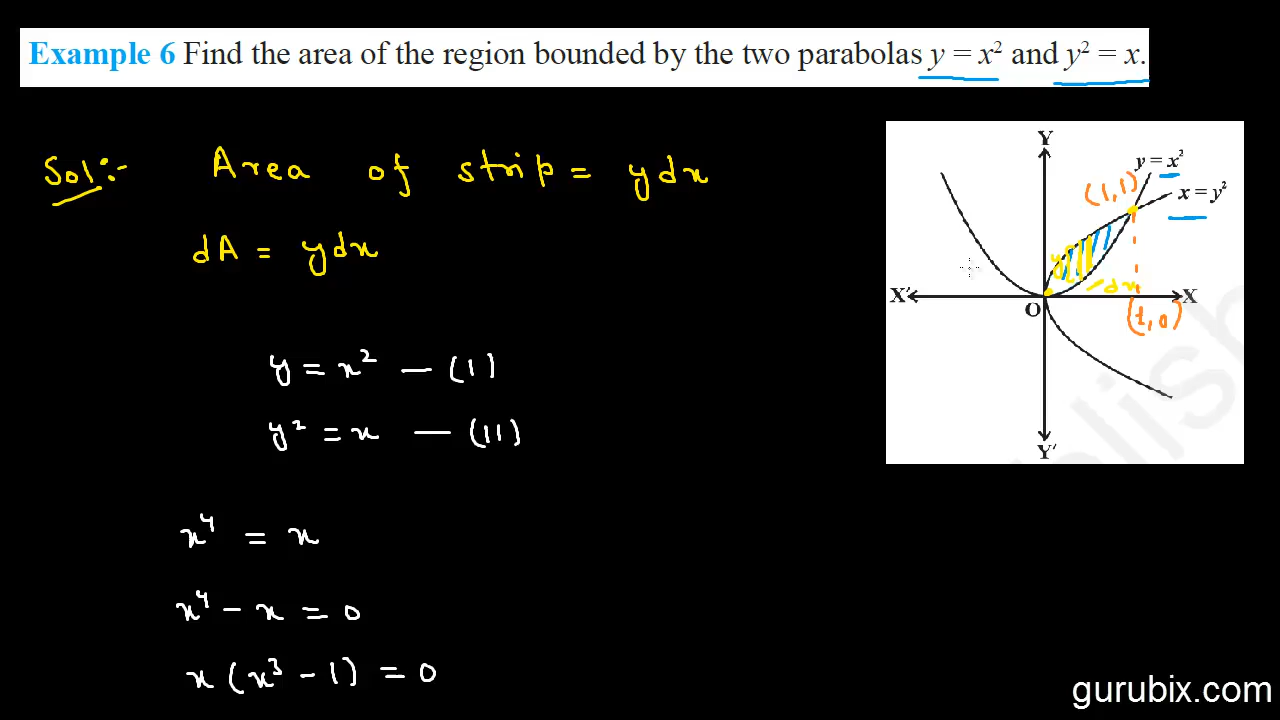 Example 6 Find the area of the region bounded by the two parabolas y = x² and y² = x.
Sol:-
Area of strip = ydx
dA = ydx
y = x² — (1)
y² = x — (11)
x⁴ = x
x⁴ - x = 0
x (x³ - 1) = 0
Y
y = x²
(1,1)
x = y²
y
dx
X'
X
O
(1,0)
Y'
gurubix.com